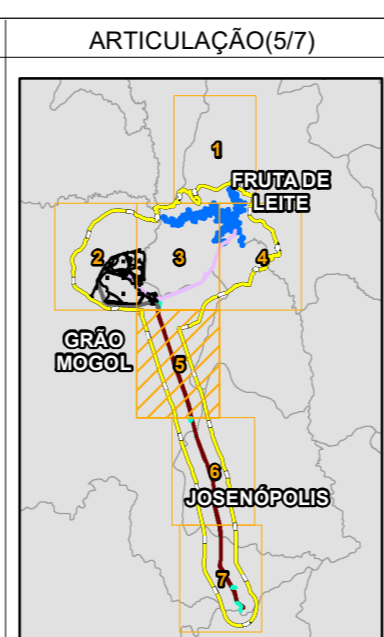 ARTICULAÇÃO(5/7)
1
FRUTA DE
LEITE
2
3
4
GRÃO
MOGOL
5
6
JOSENÓPOLIS
7